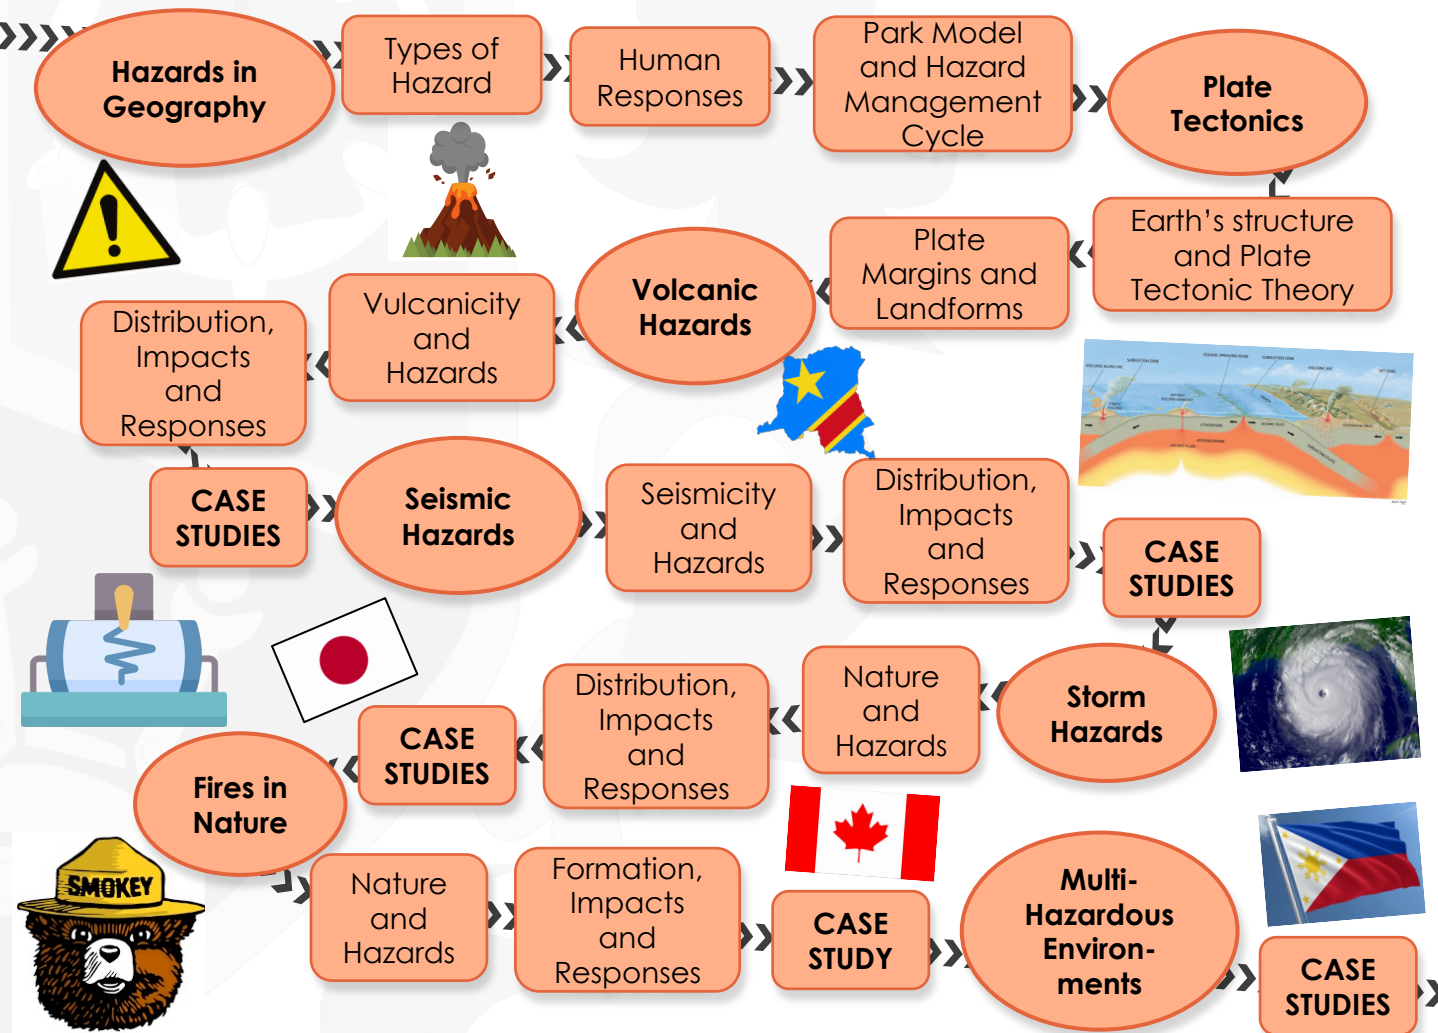 Hazards in
Geography
Types of
Hazard
Human
Responses
Park Model
and Hazard
Management
Cycle
Plate
Tectonics
Earth's structure
and Plate
Tectonic Theory
Plate
Margins and
Landforms
Volcanic
Hazards
Vulcanicity
and
Hazards
Distribution,
Impacts
and
Responses
CASE
STUDIES
Seismic
Hazards
Seismicity
and
Hazards
Distribution,
Impacts
and
Responses
CASE
STUDIES
Storm
Hazards
Nature
and
Hazards
Distribution,
Impacts
and
Responses
CASE
STUDIES
Fires in
Nature
SMOKEY
Nature
and
Hazards
Formation,
Impacts
and
Responses
CASE
STUDY
Multi-
Hazardous
Environ-
ments
CASE
STUDIES